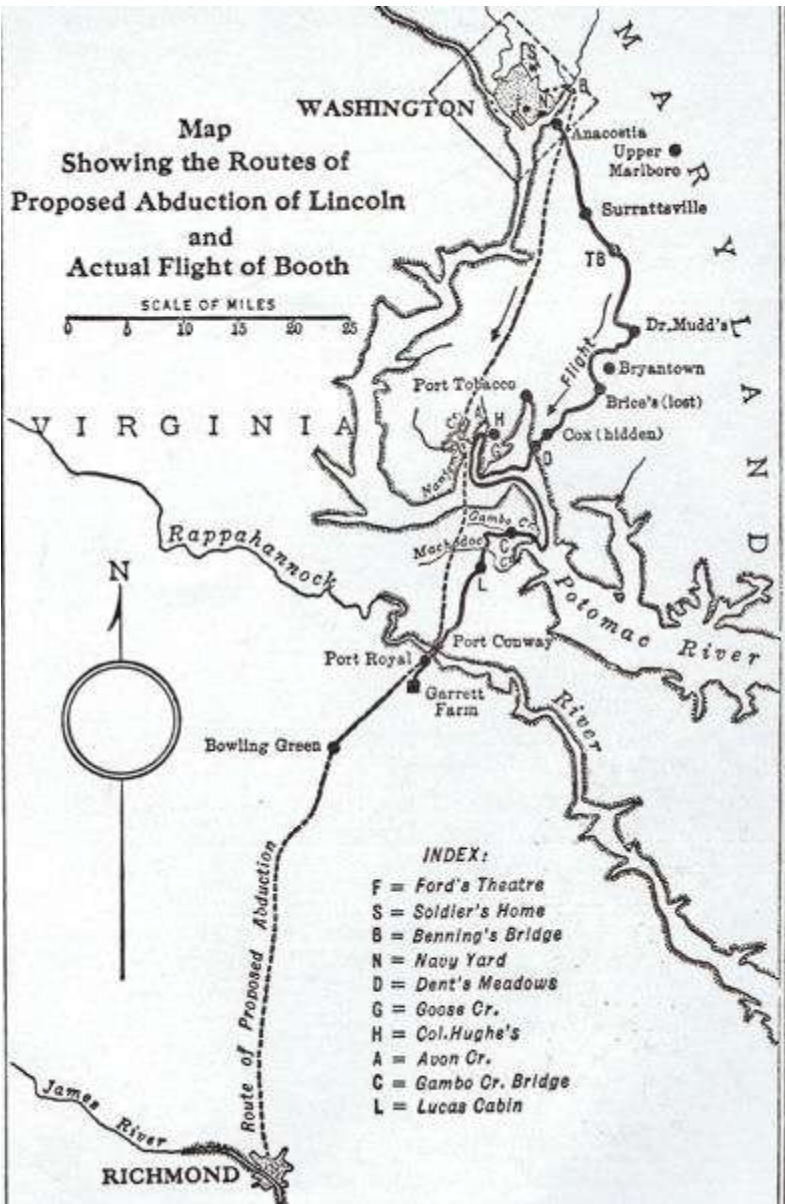 Map
Showing the Routes of
Proposed Abduction of Lincoln
and
Actual Flight of Booth
SCALE OF MILES
0 5 10 15 20 25
WASHINGTON
MARYLAND
S
F
N
B
Anacostia
Upper
Marlboro
Surrattsville
TB
Dr. Mudd's
Flight
Bryantown
Brice's (lost)
Port Tobacco
Cox (hidden)
A
H
G
D
VIRGINIA
Gambo Cr.
Machodoc
C
Cr.
L
Rappahannock
River
Potomac River
N
Port Conway
Port Royal
Garrett
Farm
Bowling Green
Route of Proposed Abduction
INDEX:
F = Ford's Theatre
S = Soldier's Home
B = Benning's Bridge
N = Navy Yard
D = Dent's Meadows
G = Goose Cr.
H = Col. Hughe's
A = Avon Cr.
C = Gambo Cr. Bridge
L = Lucas Cabin
James River
RICHMOND